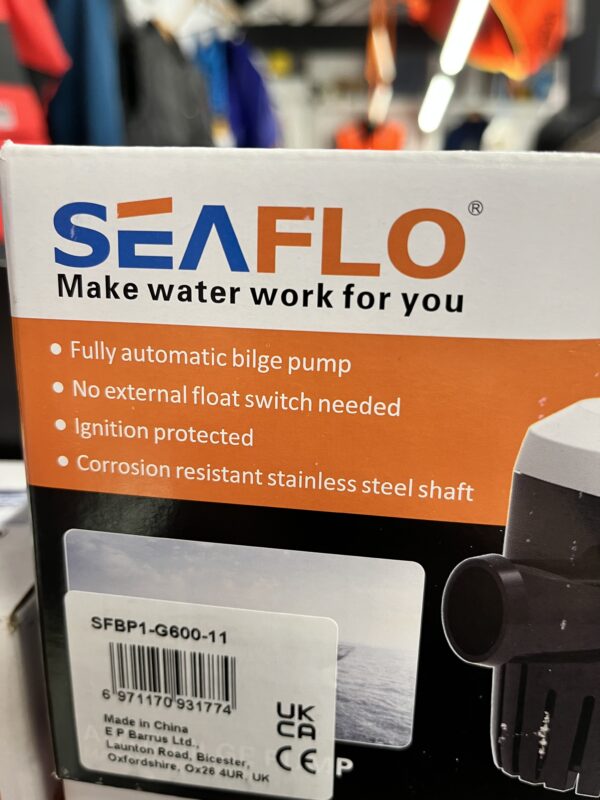 SEAFLO®
Make water work for you
• Fully automatic bilge pump
• No external float switch needed
• Ignition protected
• Corrosion resistant stainless steel shaft
SFBP1-G600-11
6 971170 931774
Made in China
E P Barrus Ltd.,
Launton Road, Bicester,
Oxfordshire, Ox26 4UR, UK
UK
CA
CE